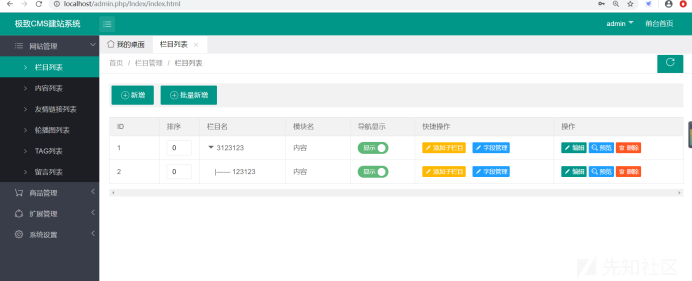 localhost/admin.php/Index/index.html
极致CMS建站系统
admin 前台首页
网站管理
栏目列表
内容列表
友情链接列表
轮播图列表
TAG列表
留言列表
商品管理
扩展管理
系统设置
我的桌面 栏目列表
首页 / 栏目管理 / 栏目列表
新增 批量新增
ID 排序 栏目名 模块名 导航显示 快捷操作 操作
1 0 3123123 内容 显示 添加子栏目 字段管理 编辑 预览 删除
2 0 |—— 123123 内容 显示 添加子栏目 字段管理 编辑 预览 删除
先知社区